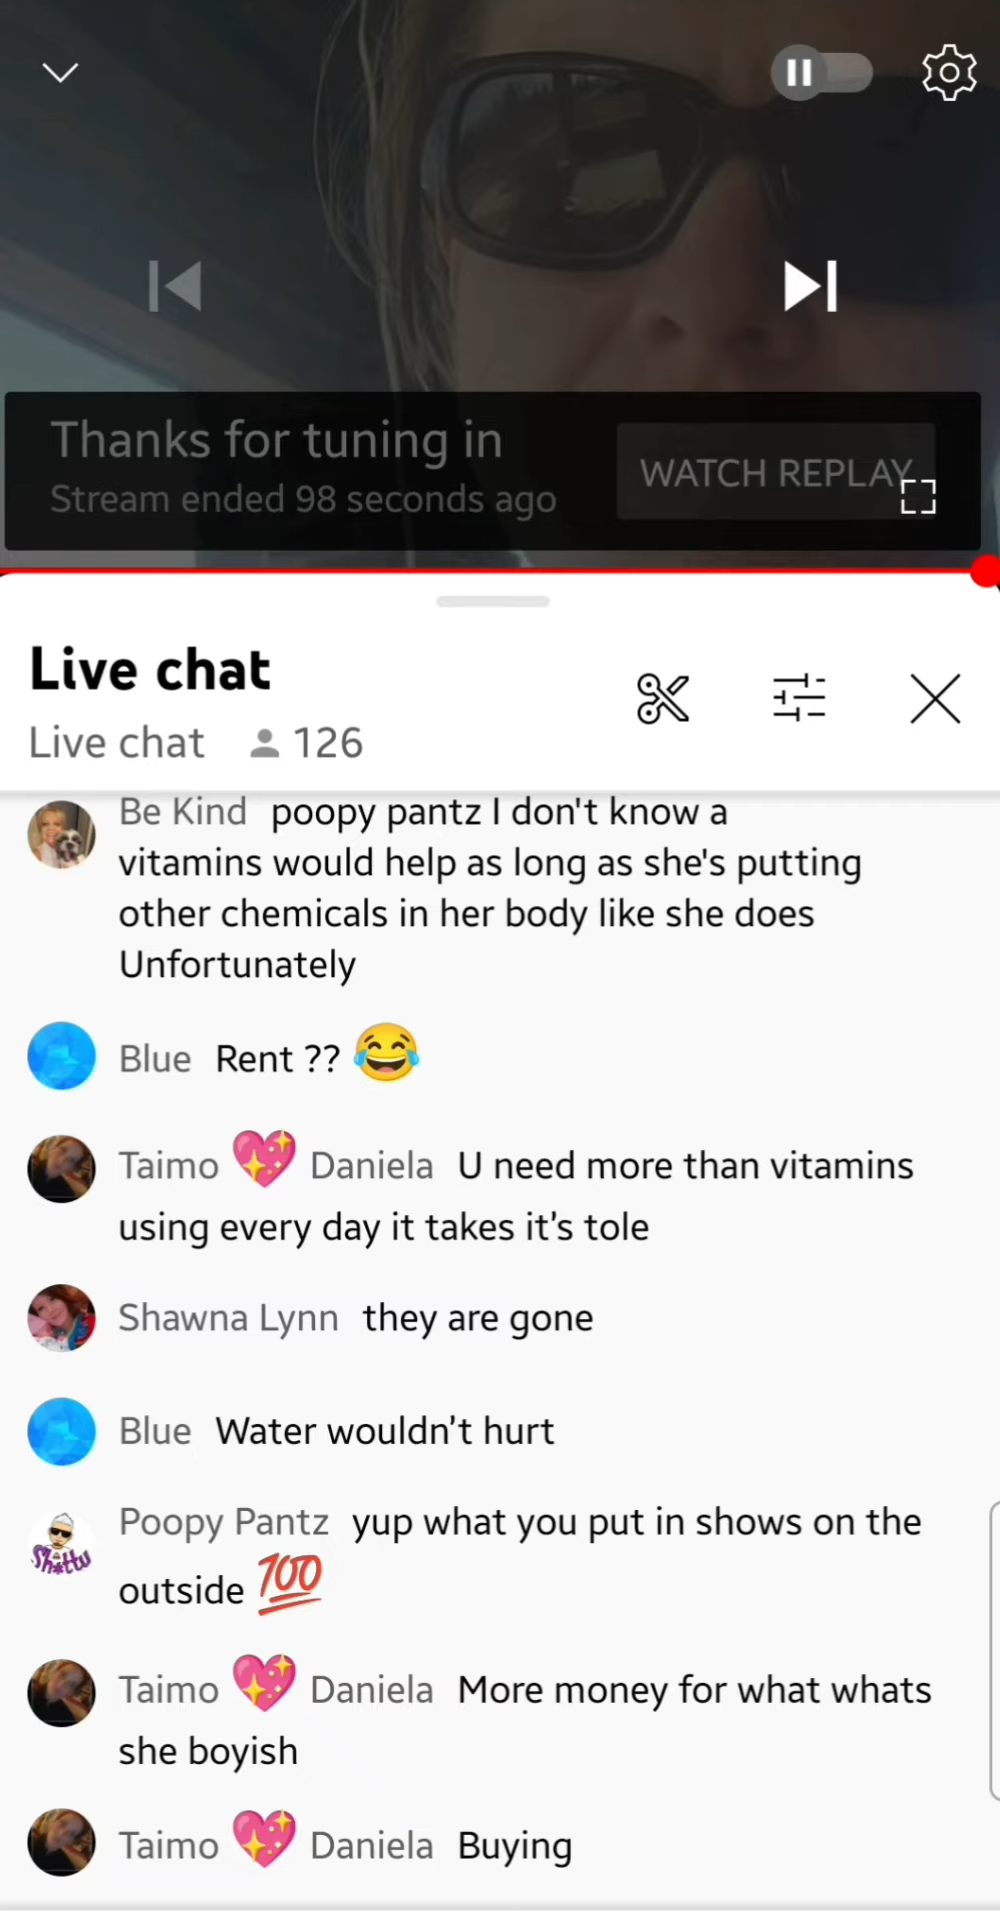 Thanks for tuning in
Stream ended 98 seconds ago
WATCH REPLAY
Live chat
Live chat 126
Be Kind poopy pantz I don't know a
vitamins would help as long as she's putting
other chemicals in her body like she does
Unfortunately
Blue Rent ?? 😂
Taimo 💖 Daniela U need more than vitamins
using every day it takes it's tole
Shawna Lynn they are gone
Blue Water wouldn't hurt
Sh*tty
Poopy Pantz yup what you put in shows on the
outside 💯
Taimo 💖 Daniela More money for what whats
she boyish
Taimo 💖 Daniela Buying